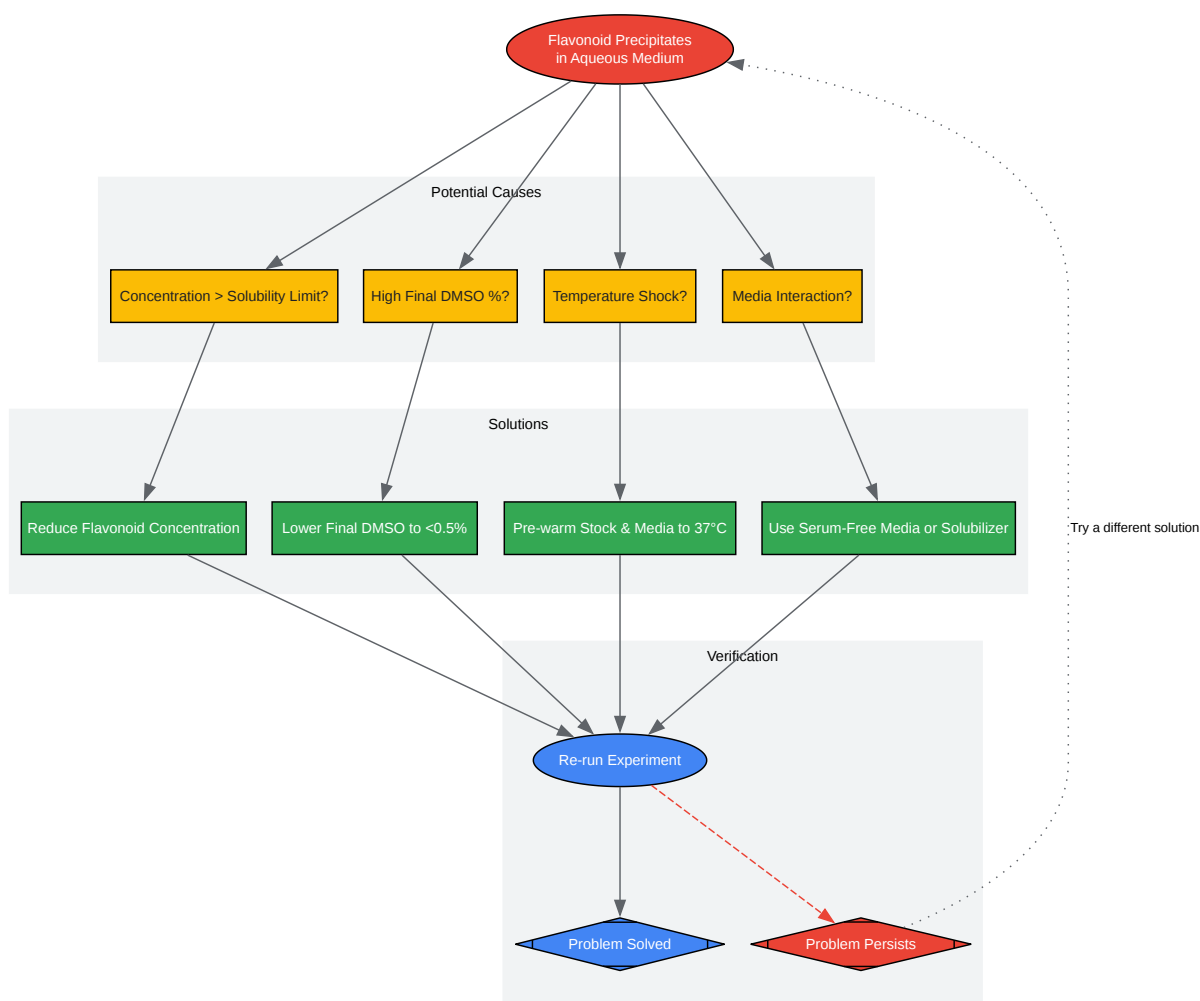 Flavonoid Precipitates
in Aqueous Medium
Potential Causes
Concentration > Solubility Limit?
High Final DMSO %?
Temperature Shock?
Media Interaction?
Solutions
Reduce Flavonoid Concentration
Lower Final DMSO to <0.5%
Pre-warm Stock & Media to 37°C
Use Serum-Free Media or Solubilizer
Try a different solution
Verification
Re-run Experiment
Problem Solved
Problem Persists